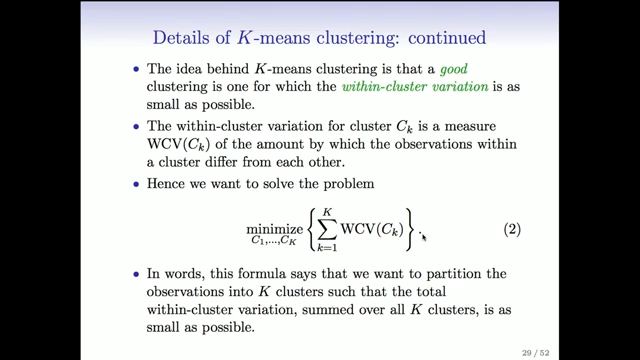 Details of K-means clustering: continued
• The idea behind K-means clustering is that a good
clustering is one for which the within-cluster variation is as
small as possible.
• The within-cluster variation for cluster C_k is a measure
WCV(C_k) of the amount by which the observations within
a cluster differ from each other.
• Hence we want to solve the problem
minimize_{C_1,...,C_K} { ∑_{k=1}^{K} WCV(C_k) } . (2)
• In words, this formula says that we want to partition the
observations into K clusters such that the total
within-cluster variation, summed over all K clusters, is as
small as possible.
29 / 52